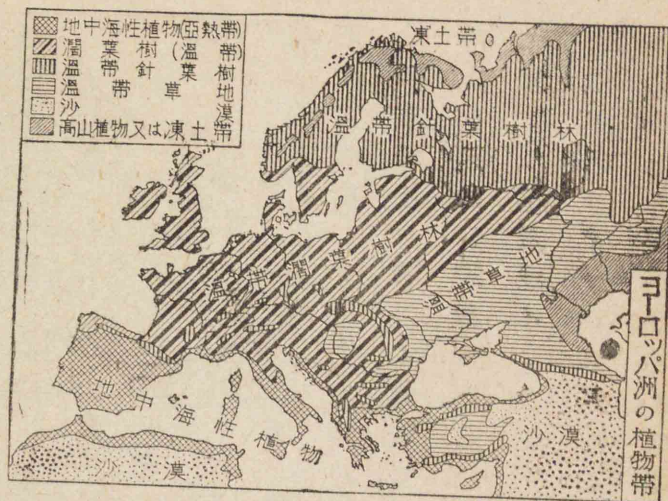 地中海性植物(亞熱帶)
濶葉樹(溫帶)
溫帶針葉樹
溫帶草地
沙漠
高山植物又は凍土帶
凍土帶
溫帶針葉樹林
溫帶濶葉樹林
溫帶草地
地中海性植物
沙漠
沙漠
ヨーロッパ洲の植物帶